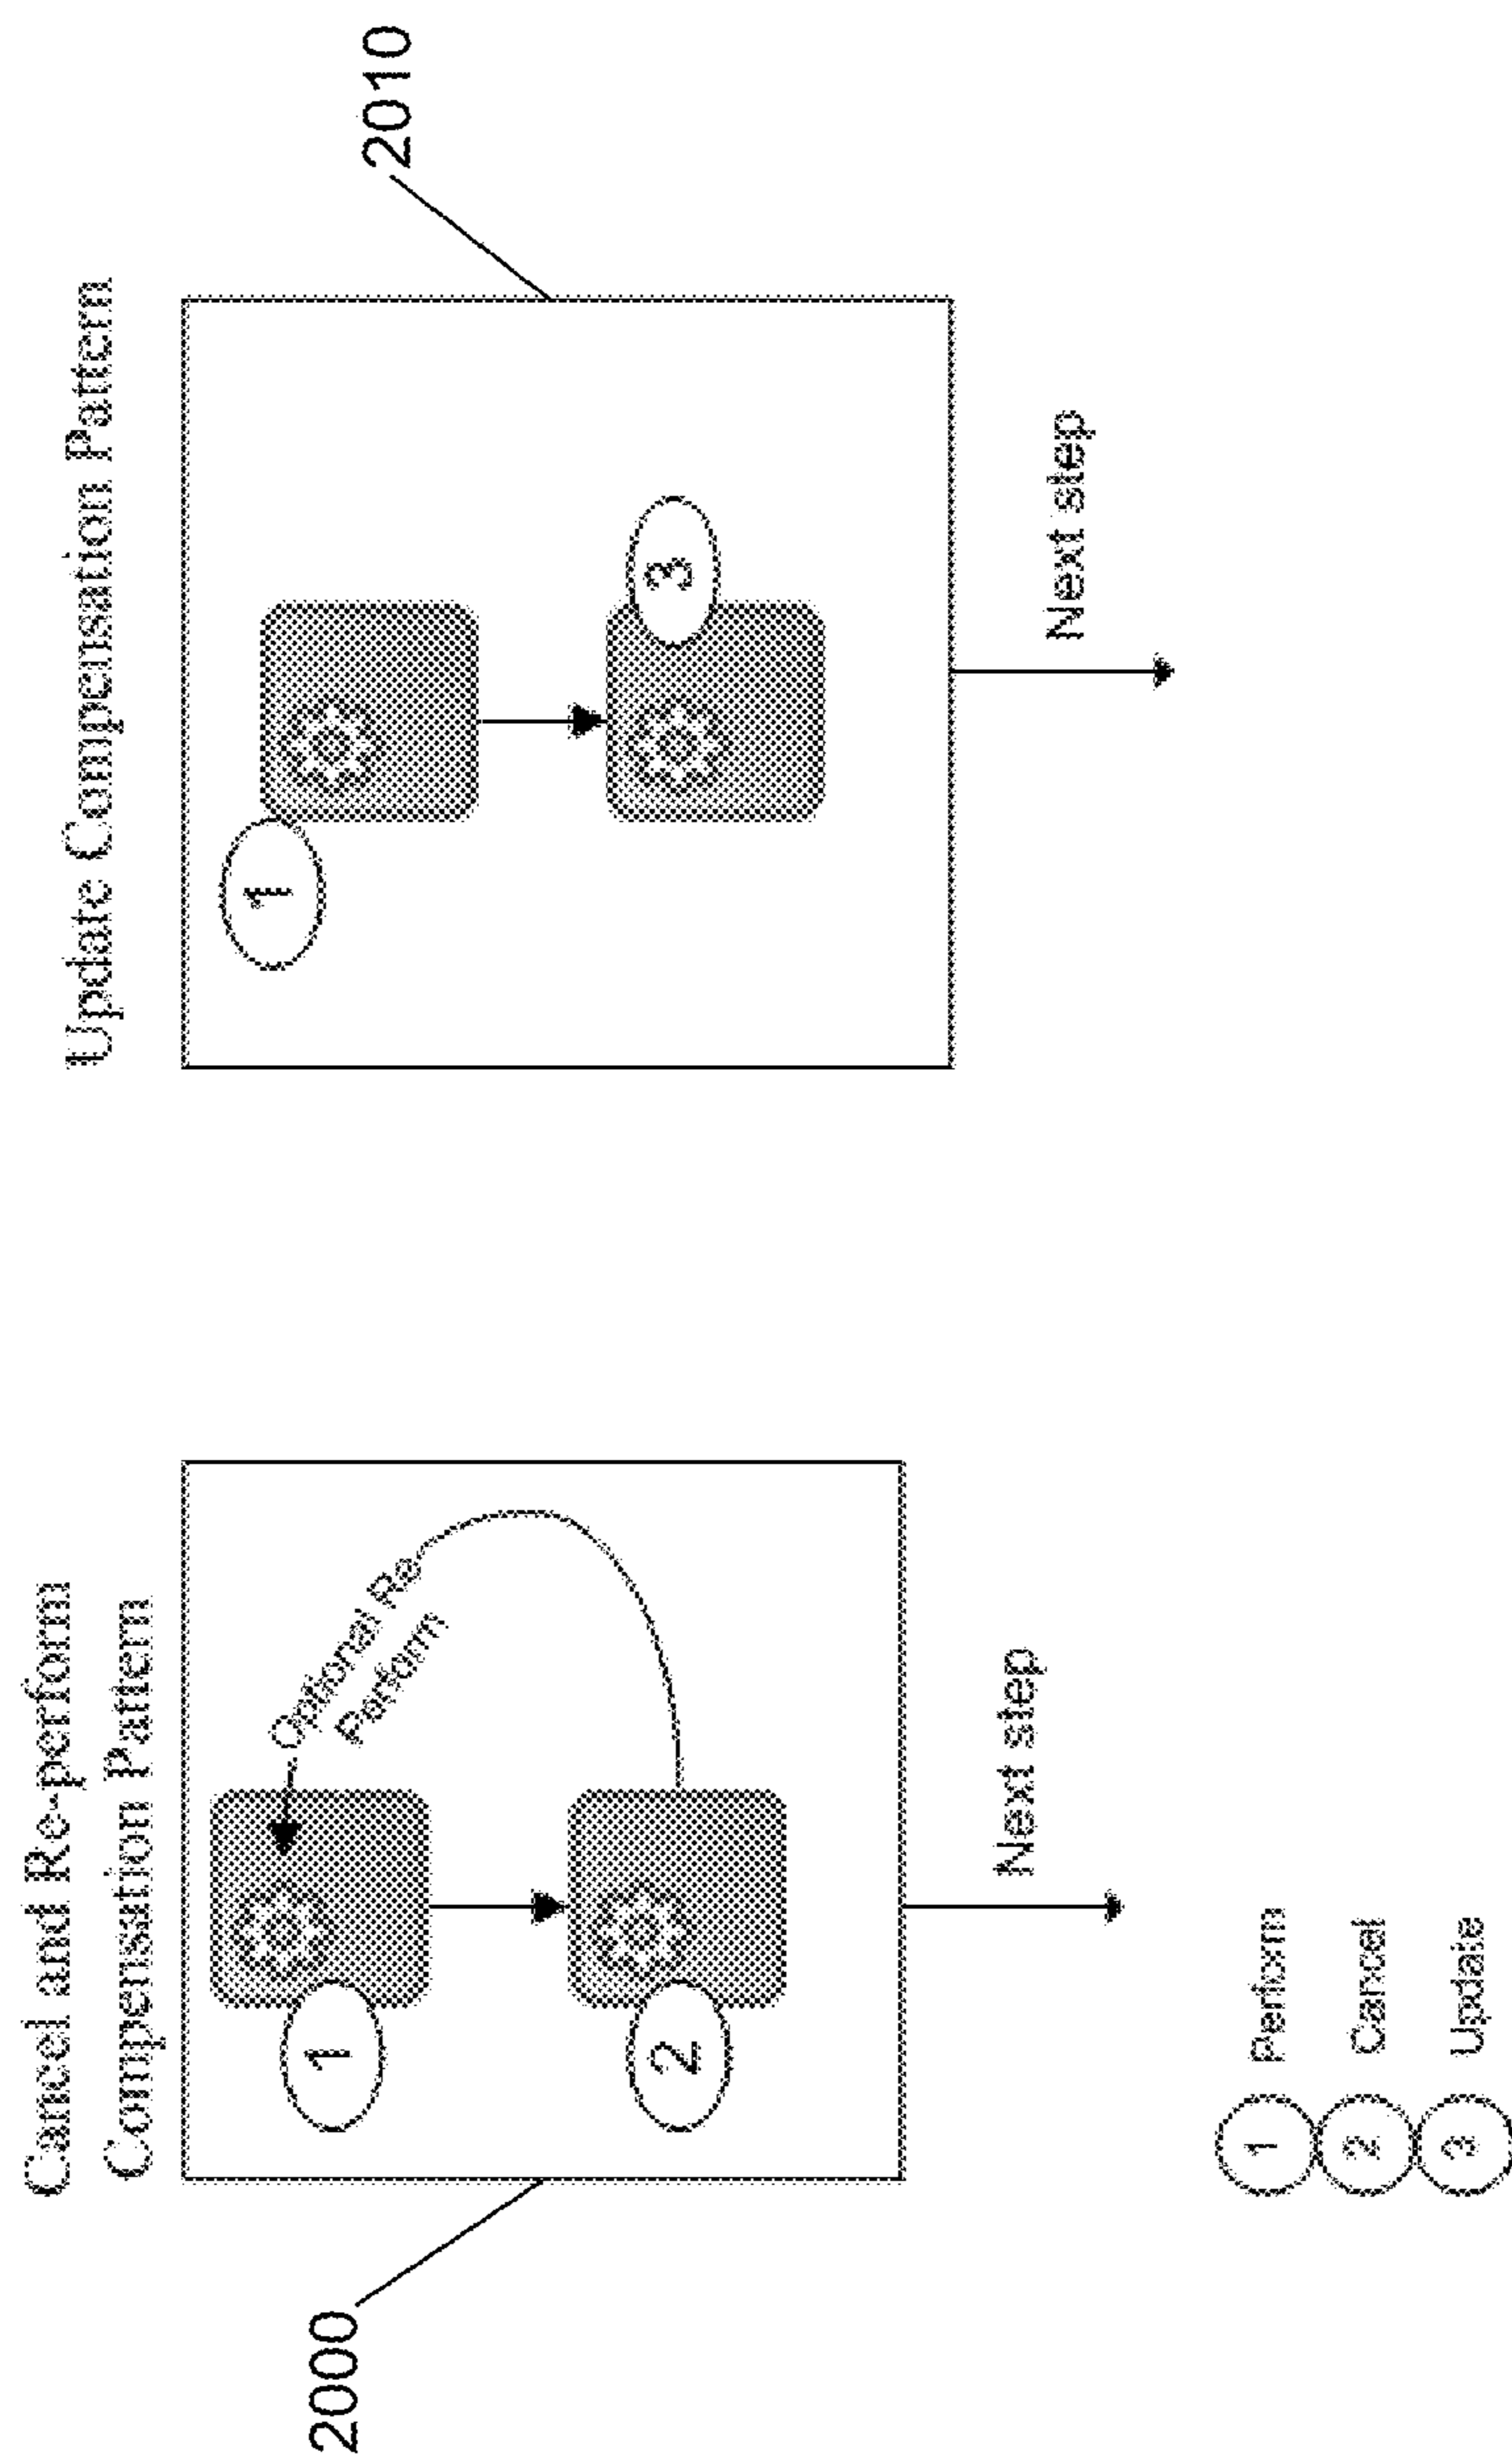 Cancel and Re-perform
Compensation Pattern
2000
1
Optional Re
Perform
2
Next step
Update Compensation Pattern
2010
1
3
Next step
1 Perform
2 Cancel
3 Update